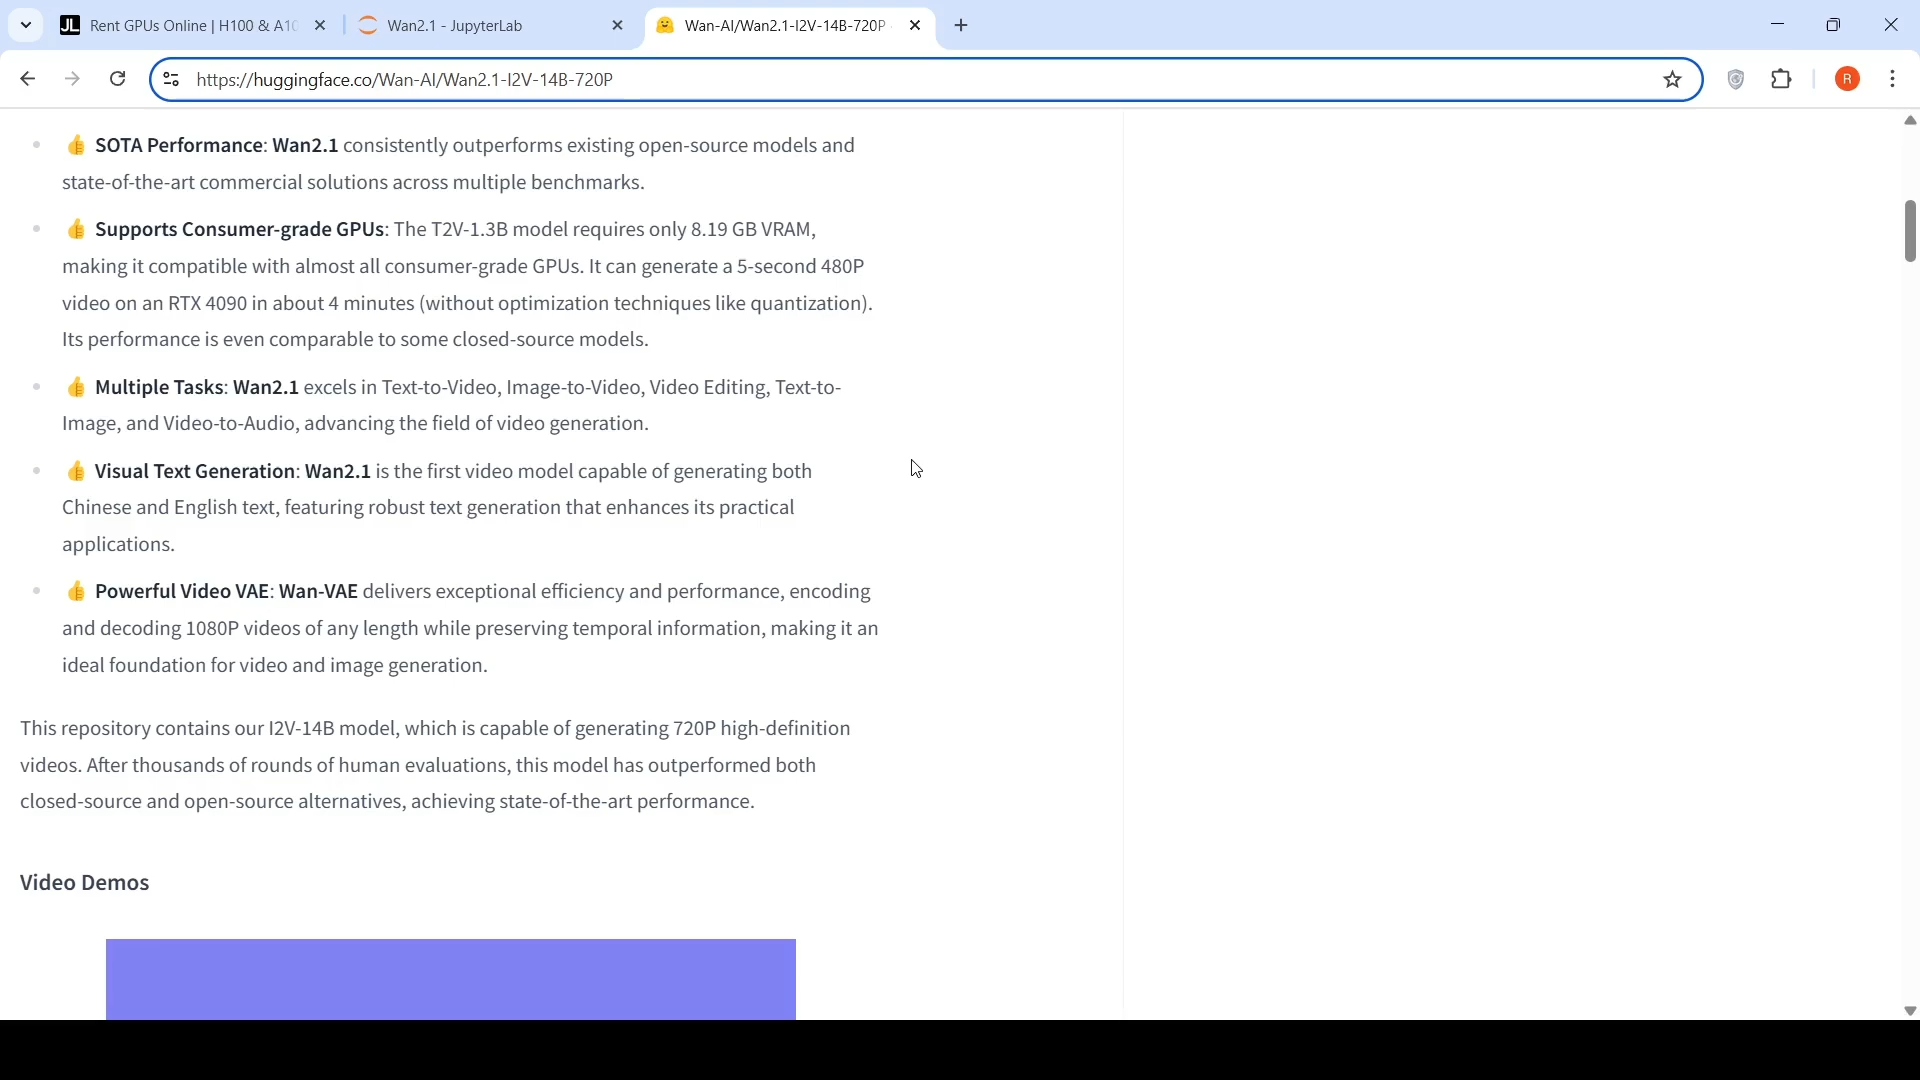 Rent GPUs Online | H100 & A10
Wan2.1 - JupyterLab
Wan-AI/Wan2.1-I2V-14B-720P
https://huggingface.co/Wan-AI/Wan2.1-I2V-14B-720P
R
👍 SOTA Performance: Wan2.1 consistently outperforms existing open-source models and
state-of-the-art commercial solutions across multiple benchmarks.
👍 Supports Consumer-grade GPUs: The T2V-1.3B model requires only 8.19 GB VRAM,
making it compatible with almost all consumer-grade GPUs. It can generate a 5-second 480P
video on an RTX 4090 in about 4 minutes (without optimization techniques like quantization).
Its performance is even comparable to some closed-source models.
👍 Multiple Tasks: Wan2.1 excels in Text-to-Video, Image-to-Video, Video Editing, Text-to-
Image, and Video-to-Audio, advancing the field of video generation.
👍 Visual Text Generation: Wan2.1 is the first video model capable of generating both
Chinese and English text, featuring robust text generation that enhances its practical
applications.
👍 Powerful Video VAE: Wan-VAE delivers exceptional efficiency and performance, encoding
and decoding 1080P videos of any length while preserving temporal information, making it an
ideal foundation for video and image generation.
This repository contains our I2V-14B model, which is capable of generating 720P high-definition
videos. After thousands of rounds of human evaluations, this model has outperformed both
closed-source and open-source alternatives, achieving state-of-the-art performance.
Video Demos